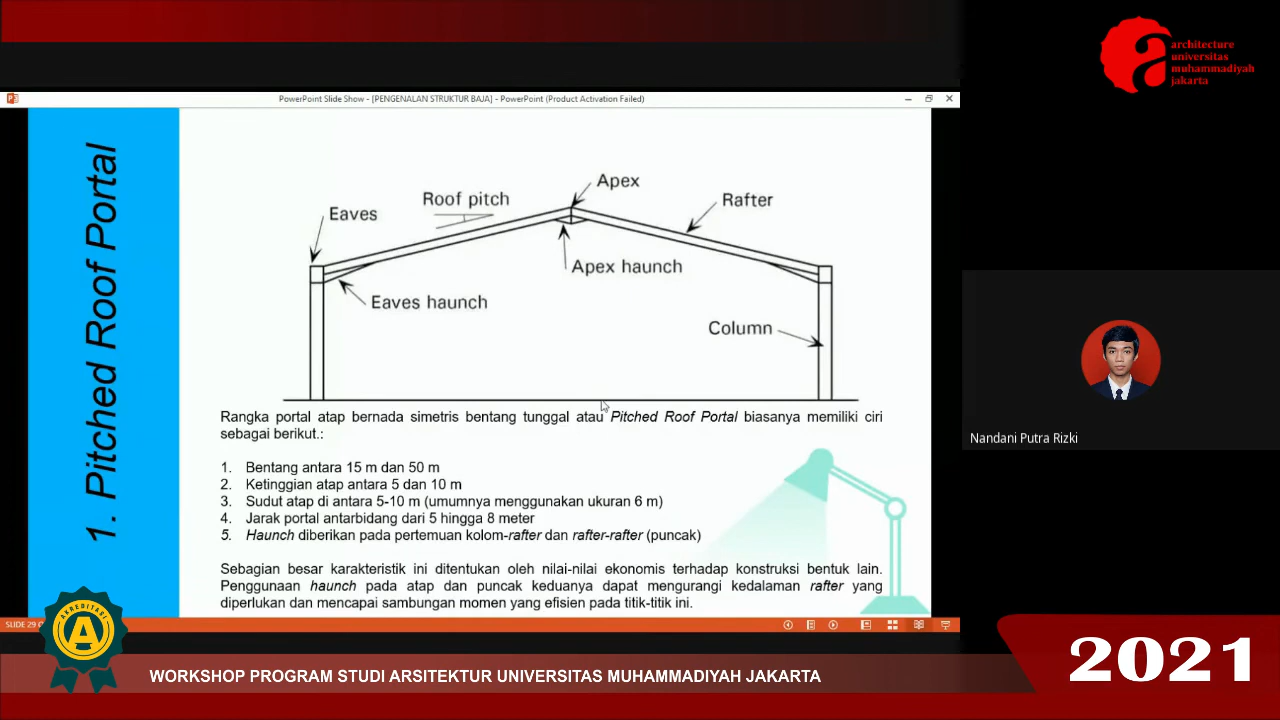 architecture
universitas
muhammadiyah
jakarta
PowerPoint Slide Show - [PENGENALAN STRUKTUR BAJA] - PowerPoint (Product Activation Failed)
1. Pitched Roof Portal
Apex
Roof pitch
Rafter
Eaves
Apex haunch
Eaves haunch
Column
Rangka portal atap bernada simetris bentang tunggal atau Pitched Roof Portal biasanya memiliki ciri
sebagai berikut.:
1. Bentang antara 15 m dan 50 m
2. Ketinggian atap antara 5 dan 10 m
3. Sudut atap di antara 5-10 m (umumnya menggunakan ukuran 6 m)
4. Jarak portal antarbidang dari 5 hingga 8 meter
5. Haunch diberikan pada pertemuan kolom-rafter dan rafter-rafter (puncak)
Sebagian besar karakteristik ini ditentukan oleh nilai-nilai ekonomis terhadap konstruksi bentuk lain.
Penggunaan haunch pada atap dan puncak keduanya dapat mengurangi kedalaman rafter yang
diperlukan dan mencapai sambungan momen yang efisien pada titik-titik ini.
Nandani Putra Rizki
SLIDE 29
AKREDITASI
A
WORKSHOP PROGRAM STUDI ARSITEKTUR UNIVERSITAS MUHAMMADIYAH JAKARTA
2021